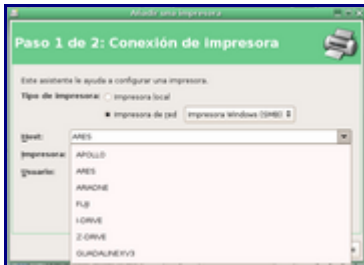 Añadir una impresora
Paso 1 de 2: Conexión de Impresora
Este asistente le ayuda a configurar una impresora.
Tipo de impresora: impresora local
impresora de red impresora Windows (SMB)
Host: ARES
Impresora: APOLLO
Usuario: ARES
ARIADNE
FIJI
I-DRIVE
Z-DRIVE
GUADALINEXV3